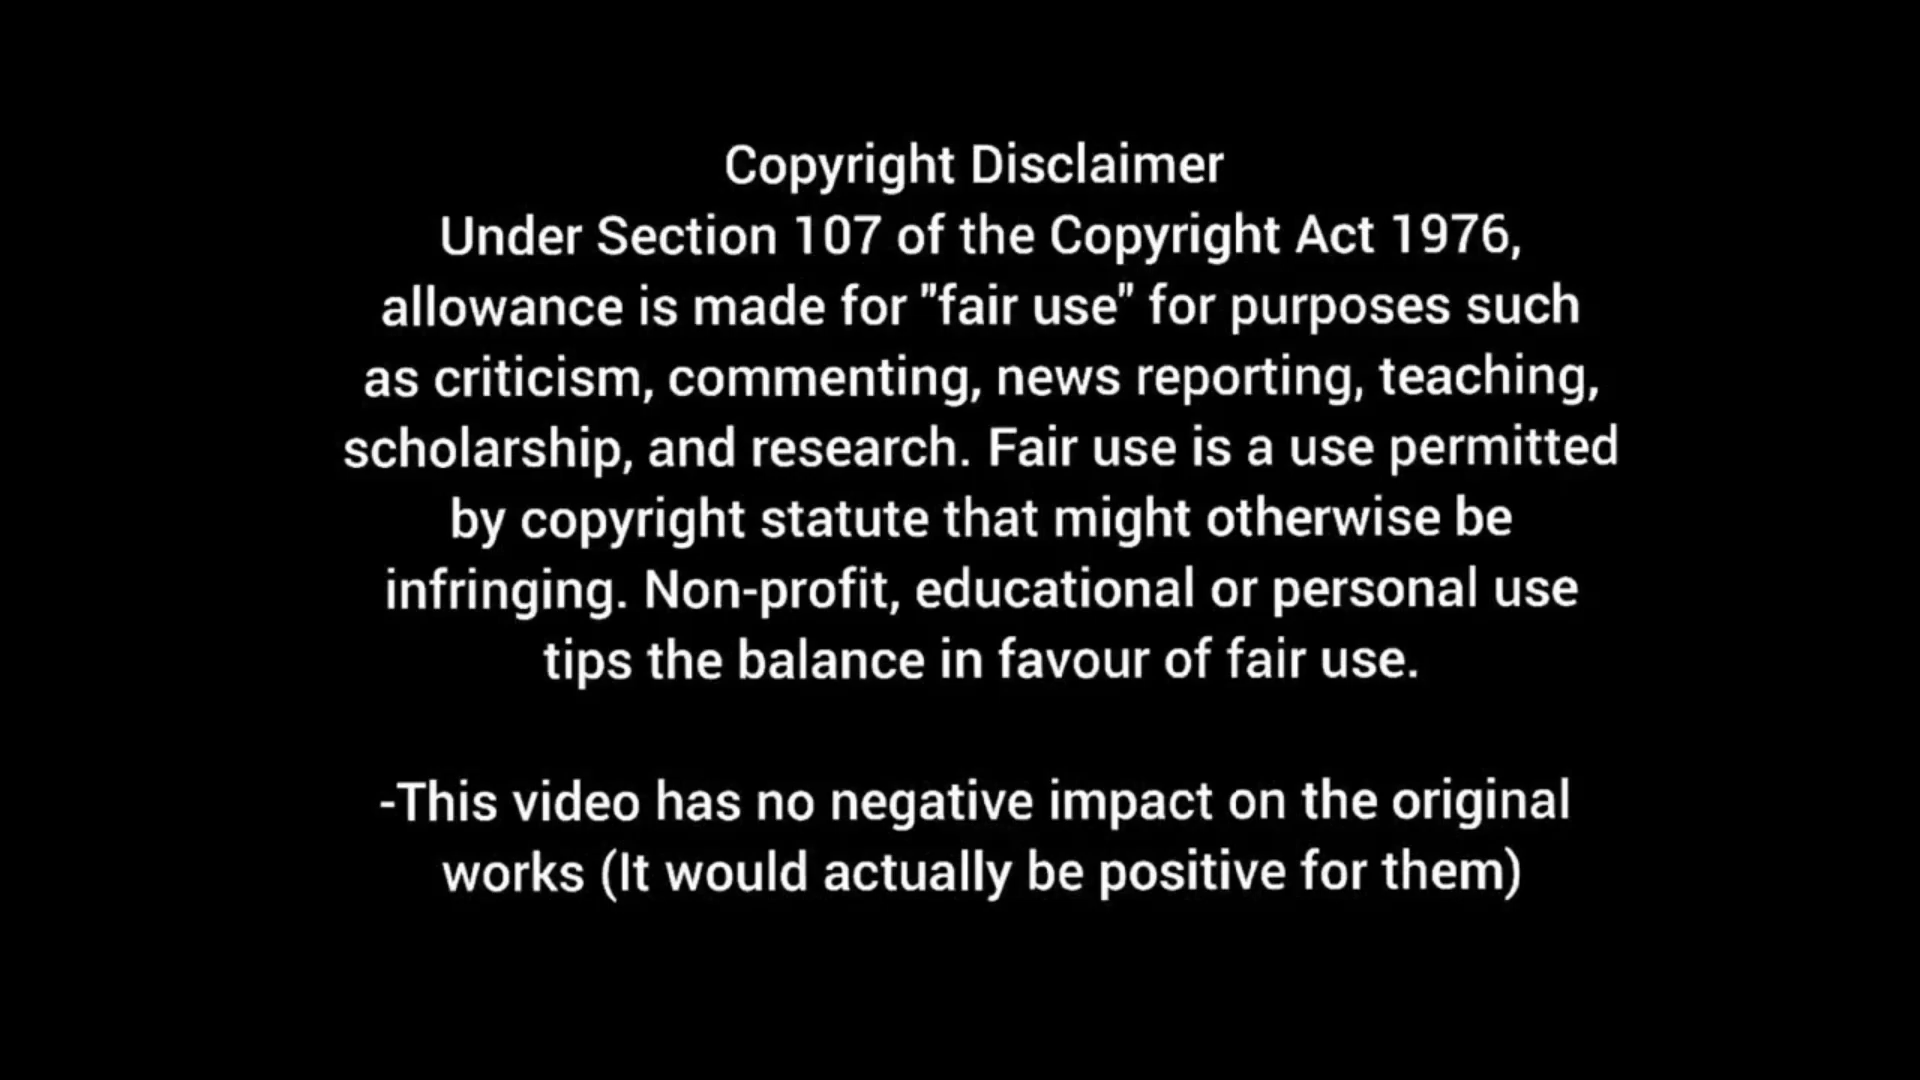 Copyright Disclaimer
Under Section 107 of the Copyright Act 1976,
allowance is made for "fair use" for purposes such
as criticism, commenting, news reporting, teaching,
scholarship, and research. Fair use is a use permitted
by copyright statute that might otherwise be
infringing. Non-profit, educational or personal use
tips the balance in favour of fair use.
-This video has no negative impact on the original
works (It would actually be positive for them)